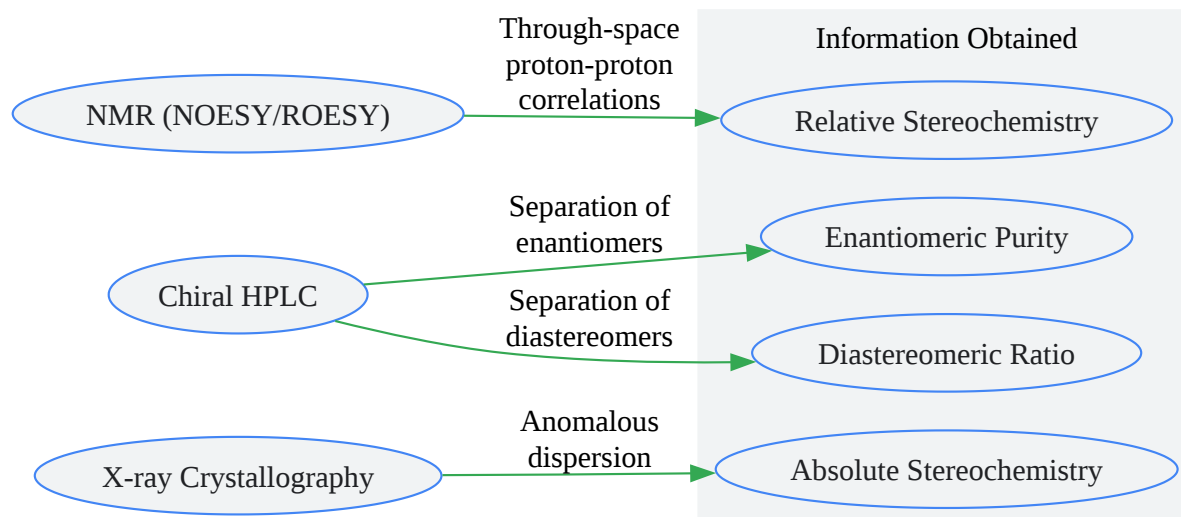 Through-space
proton-proton
correlations
Information Obtained
NMR (NOESY/ROESY)
Relative Stereochemistry
Separation of
enantiomers
Enantiomeric Purity
Chiral HPLC
Separation of
diastereomers
Diastereomeric Ratio
Anomalous
dispersion
X-ray Crystallography
Absolute Stereochemistry